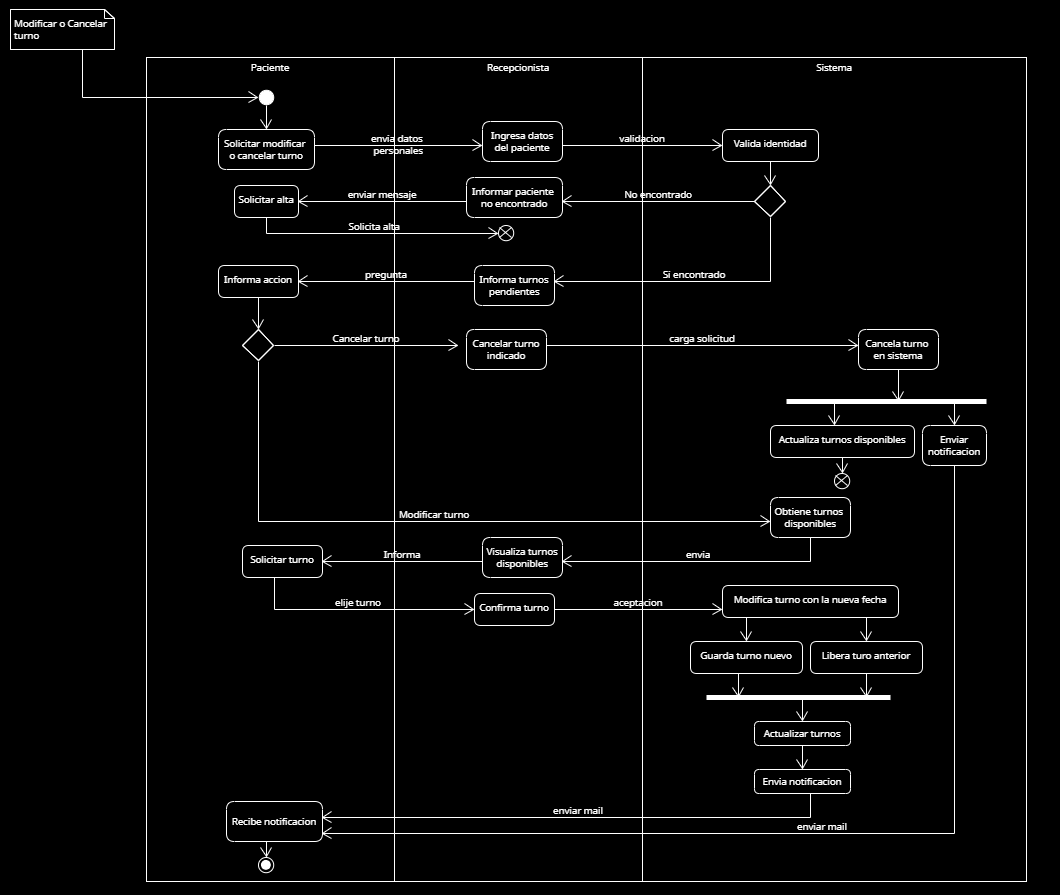 Modificar o Cancelar
turno
Paciente
Recepcionista
Sistema
Solicitar modificar
o cancelar turno
envia datos
personales
Ingresa datos
del paciente
validacion
Valida identidad
Solicitar alta
enviar mensaje
Informar paciente
no encontrado
No encontrado
Solicita alta
Informa accion
pregunta
Informa turnos
pendientes
Si encontrado
Cancelar turno
Cancelar turno
indicado
carga solicitud
Cancela turno
en sistema
Actualiza turnos disponibles
Enviar
notificacion
Modificar turno
Obtiene turnos
disponibles
Solicitar turno
Informa
Visualiza turnos
disponibles
envia
elije turno
Confirma turno
aceptacion
Modifica turno con la nueva fecha
Guarda turno nuevo
Libera turo anterior
Actualizar turnos
Envia notificacion
Recibe notificacion
enviar mail
enviar mail